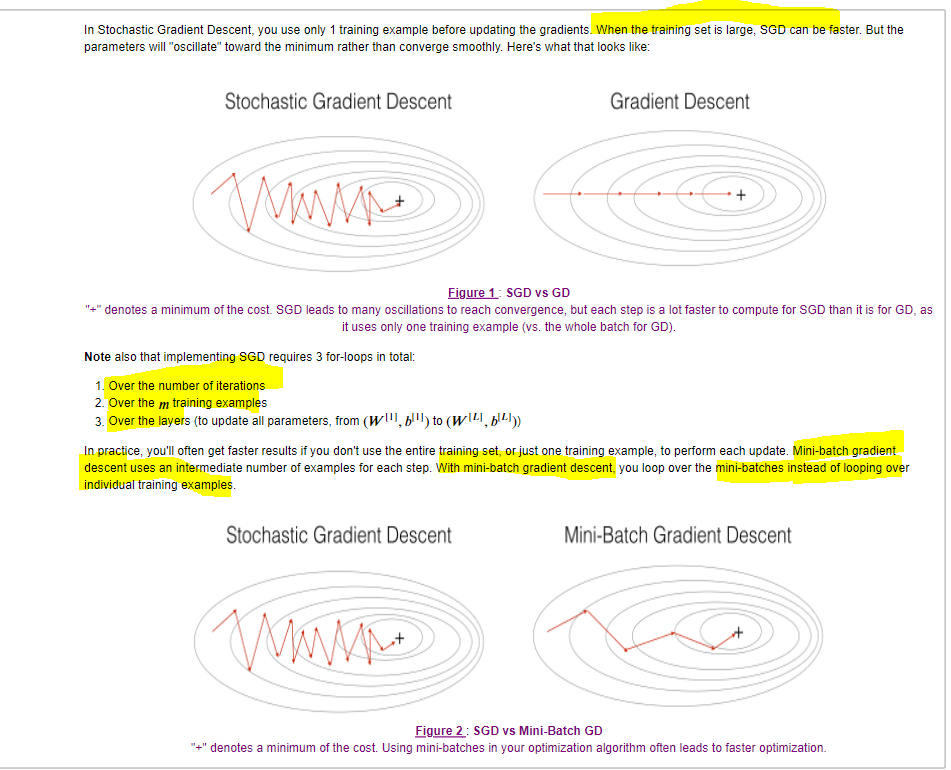 In Stochastic Gradient Descent, you use only 1 training example before updating the gradients. When the training set is large, SGD can be faster. But the
parameters will "oscillate" toward the minimum rather than converge smoothly. Here's what that looks like:
Stochastic Gradient Descent
Gradient Descent
+
+
Figure 1 : SGD vs GD
"+" denotes a minimum of the cost. SGD leads to many oscillations to reach convergence, but each step is a lot faster to compute for SGD than it is for GD, as
it uses only one training example (vs. the whole batch for GD).
Note also that implementing SGD requires 3 for-loops in total:
1. Over the number of iterations
2. Over the m training examples
3. Over the layers (to update all parameters, from (W^[1], b^[1]) to (W^[L], b^[L]))
In practice, you'll often get faster results if you don't use the entire training set, or just one training example, to perform each update. Mini-batch gradient
descent uses an intermediate number of examples for each step. With mini-batch gradient descent, you loop over the mini-batches instead of looping over
individual training examples.
Stochastic Gradient Descent
Mini-Batch Gradient Descent
+
+
Figure 2 : SGD vs Mini-Batch GD
"+" denotes a minimum of the cost. Using mini-batches in your optimization algorithm often leads to faster optimization.